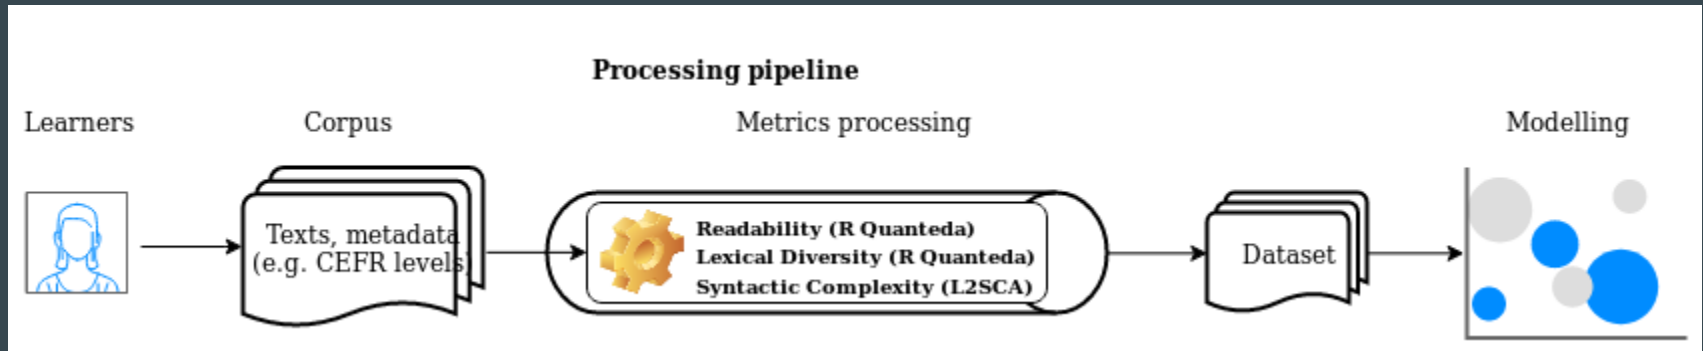 Processing pipeline
Learners
Corpus
Metrics processing
Modelling
Texts, metadata
(e.g. CEFR levels)
Readability (R Quanteda)
Lexical Diversity (R Quanteda)
Syntactic Complexity (L2SCA)
Dataset